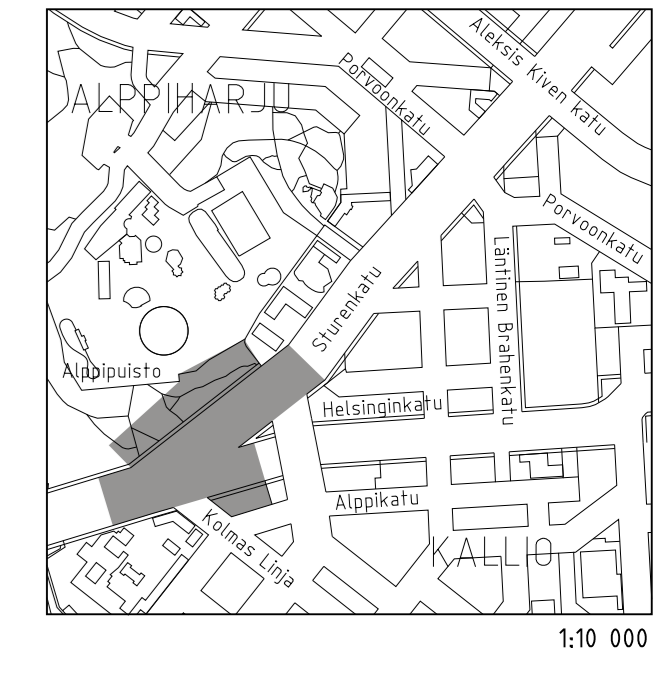 Aleksis Kiven katu
Porvoonkatu
ALPPIHARJU
Porvoonkatu
Läntinen Brahenkatu
Sturenkatu
Alppipuisto
Helsinginkatu
Alppikatu
Kolmas Linja
KALLIO
1:10 000